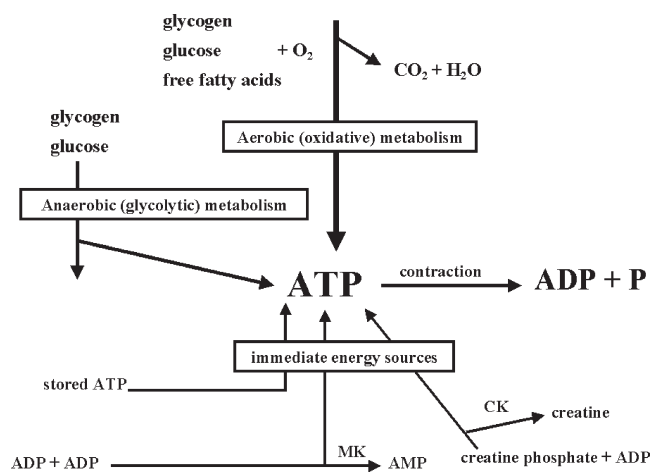 glycogen
glucose + O₂
free fatty acids
CO₂ + H₂O
glycogen
glucose
Aerobic (oxidative) metabolism
Anaerobic (glycolytic) metabolism
ATP
contraction
ADP + P
immediate energy sources
stored ATP
CK
creatine
creatine phosphate + ADP
ADP + ADP
MK
AMP